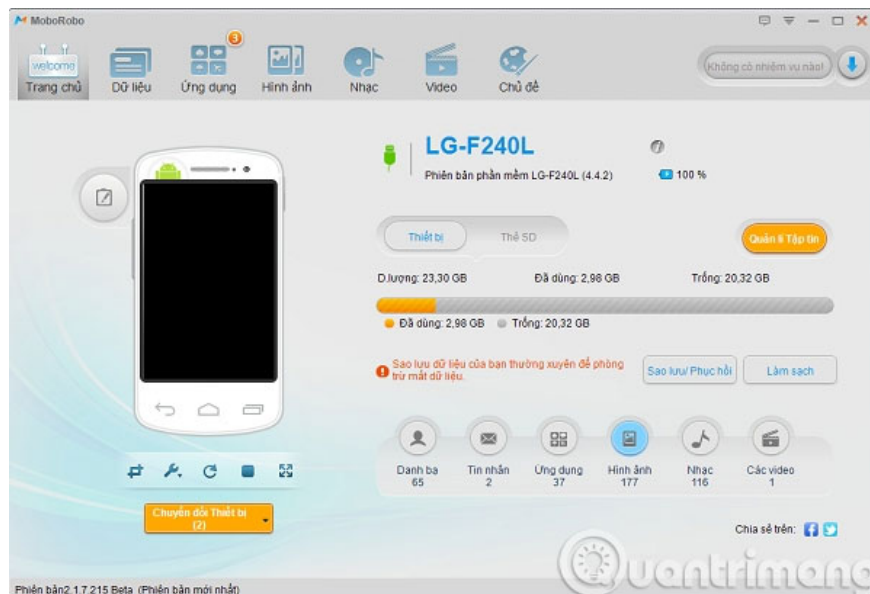 MoboRobo
welcome
3
Trang chủ
Dữ liệu
Ứng dụng
Hình ảnh
Nhạc
Video
Chủ đề
Không có nhiệm vụ nào!
LG-F240L
Phiên bản phần mềm LG-F240L (4.4.2)
100 %
Thiết bị
Thẻ SD
Quản lí Tập tin
D.lượng: 23,30 GB
Đã dùng: 2,98 GB
Trống: 20,32 GB
Đã dùng: 2,98 GB
Trống: 20,32 GB
Sao lưu dữ liệu của bạn thường xuyên để phòng
trừ mất dữ liệu.
Sao lưu/ Phục hồi
Làm sạch
Danh bạ
65
Tin nhắn
2
Ứng dụng
37
Hình ảnh
177
Nhạc
116
Các video
1
Chuyển đổi Thiết bị
(2)
Chia sẻ trên:
Quantrimang
Phiên bản2.1.7.215 Beta (Phiên bản mới nhất)